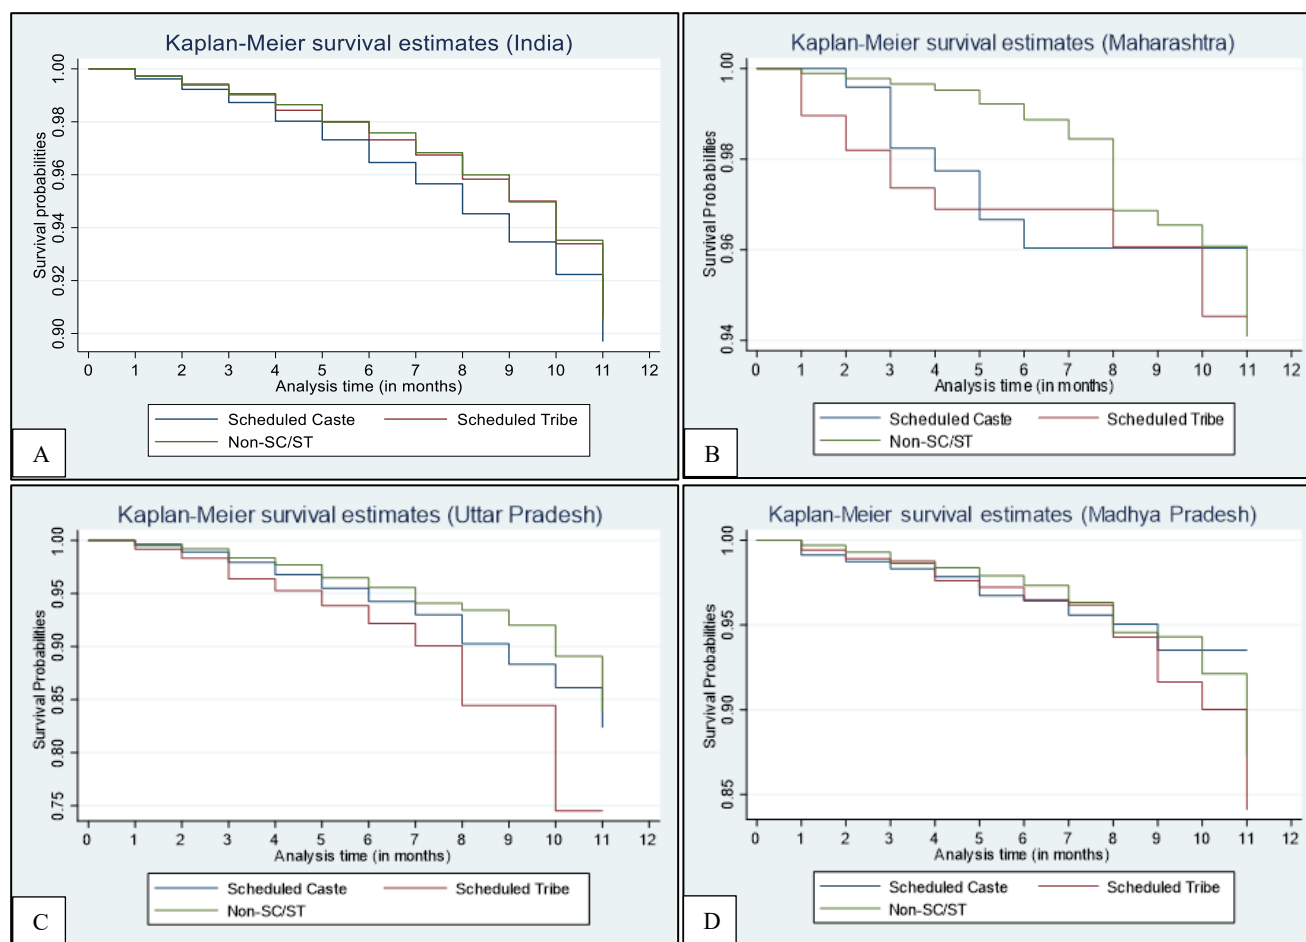 Kaplan-Meier survival estimates (India)
Survival probabilities
1.00
0.98
0.96
0.94
0.92
0.90
0 1 2 3 4 5 6 7 8 9 10 11 12
Analysis time (in months)
Scheduled Caste Scheduled Tribe
Non-SC/ST
A
Kaplan-Meier survival estimates (Maharashtra)
Survival Probabilities
1.00
0.98
0.96
0.94
0 1 2 3 4 5 6 7 8 9 10 11 12
Analysis time (in months)
Scheduled Caste Scheduled Tribe
Non-SC/ST
B
Kaplan-Meier survival estimates (Uttar Pradesh)
Survival Probabilities
1.00
0.95
0.90
0.85
0.80
0.75
0 1 2 3 4 5 6 7 8 9 10 11 12
Analysis time (in months)
Scheduled Caste Scheduled Tribe
Non-SC/ST
C
Kaplan-Meier survival estimates (Madhya Pradesh)
Survival Probabilities
1.00
0.95
0.90
0.85
0 1 2 3 4 5 6 7 8 9 10 11 12
Analysis time (in months)
Scheduled Caste Scheduled Tribe
Non-SC/ST
D